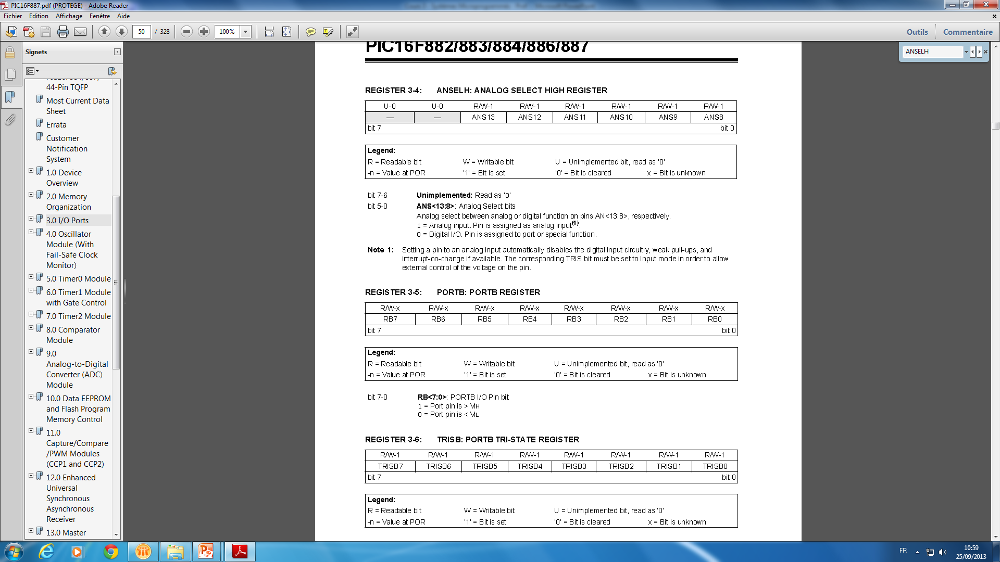 PIC16F887.pdf (PROTEGE) - Adobe Reader
Fichier Edition Affichage Fenêtre Aide
50 / 328 100% Outils Commentaire
Signets
ANSELH
44-Pin TQFP
Most Current Data
Sheet
Errata
Customer
Notification
System
1.0 Device
Overview
2.0 Memory
Organization
3.0 I/O Ports
4.0 Oscillator
Module (With
Fail-Safe Clock
Monitor)
5.0 Timer0 Module
6.0 Timer1 Module
with Gate Control
7.0 Timer2 Module
8.0 Comparator
Module
9.0
Analog-to-Digital
Converter (ADC)
Module
10.0 Data EEPROM
and Flash Program
Memory Control
11.0
Capture/Compare
/PWM Modules
(CCP1 and CCP2)
12.0 Enhanced
Universal
Synchronous
Asynchronous
Receiver
13.0 Master
PIC16F882/883/884/886/887
REGISTER 3-4: ANSELH: ANALOG SELECT HIGH REGISTER
U-0 U-0 R/W-1 R/W-1 R/W-1 R/W-1 R/W-1 R/W-1
— — ANS13 ANS12 ANS11 ANS10 ANS9 ANS8
bit 7 bit 0
Legend:
R = Readable bit W = Writable bit U = Unimplemented bit, read as '0'
-n = Value at POR '1' = Bit is set '0' = Bit is cleared x = Bit is unknown
bit 7-6 Unimplemented: Read as '0'
bit 5-0 ANS<13:8>: Analog Select bits
Analog select between analog or digital function on pins AN<13:8>, respectively.
1 = Analog input. Pin is assigned as analog input(1).
0 = Digital I/O. Pin is assigned to port or special function.
Note 1: Setting a pin to an analog input automatically disables the digital input circuitry, weak pull-ups, and
interrupt-on-change if available. The corresponding TRIS bit must be set to Input mode in order to allow
external control of the voltage on the pin.
REGISTER 3-5: PORTB: PORTB REGISTER
R/W-x R/W-x R/W-x R/W-x R/W-x R/W-x R/W-x R/W-x
RB7 RB6 RB5 RB4 RB3 RB2 RB1 RB0
bit 7 bit 0
Legend:
R = Readable bit W = Writable bit U = Unimplemented bit, read as '0'
-n = Value at POR '1' = Bit is set '0' = Bit is cleared x = Bit is unknown
bit 7-0 RB<7:0>: PORTB I/O Pin bit
1 = Port pin is > VIH
0 = Port pin is < VIL
REGISTER 3-6: TRISB: PORTB TRI-STATE REGISTER
R/W-1 R/W-1 R/W-1 R/W-1 R/W-1 R/W-1 R/W-1 R/W-1
TRISB7 TRISB6 TRISB5 TRISB4 TRISB3 TRISB2 TRISB1 TRISB0
bit 7 bit 0
Legend:
R = Readable bit W = Writable bit U = Unimplemented bit, read as '0'
-n = Value at POR '1' = Bit is set '0' = Bit is cleared x = Bit is unknown
FR
10:59
25/09/2013